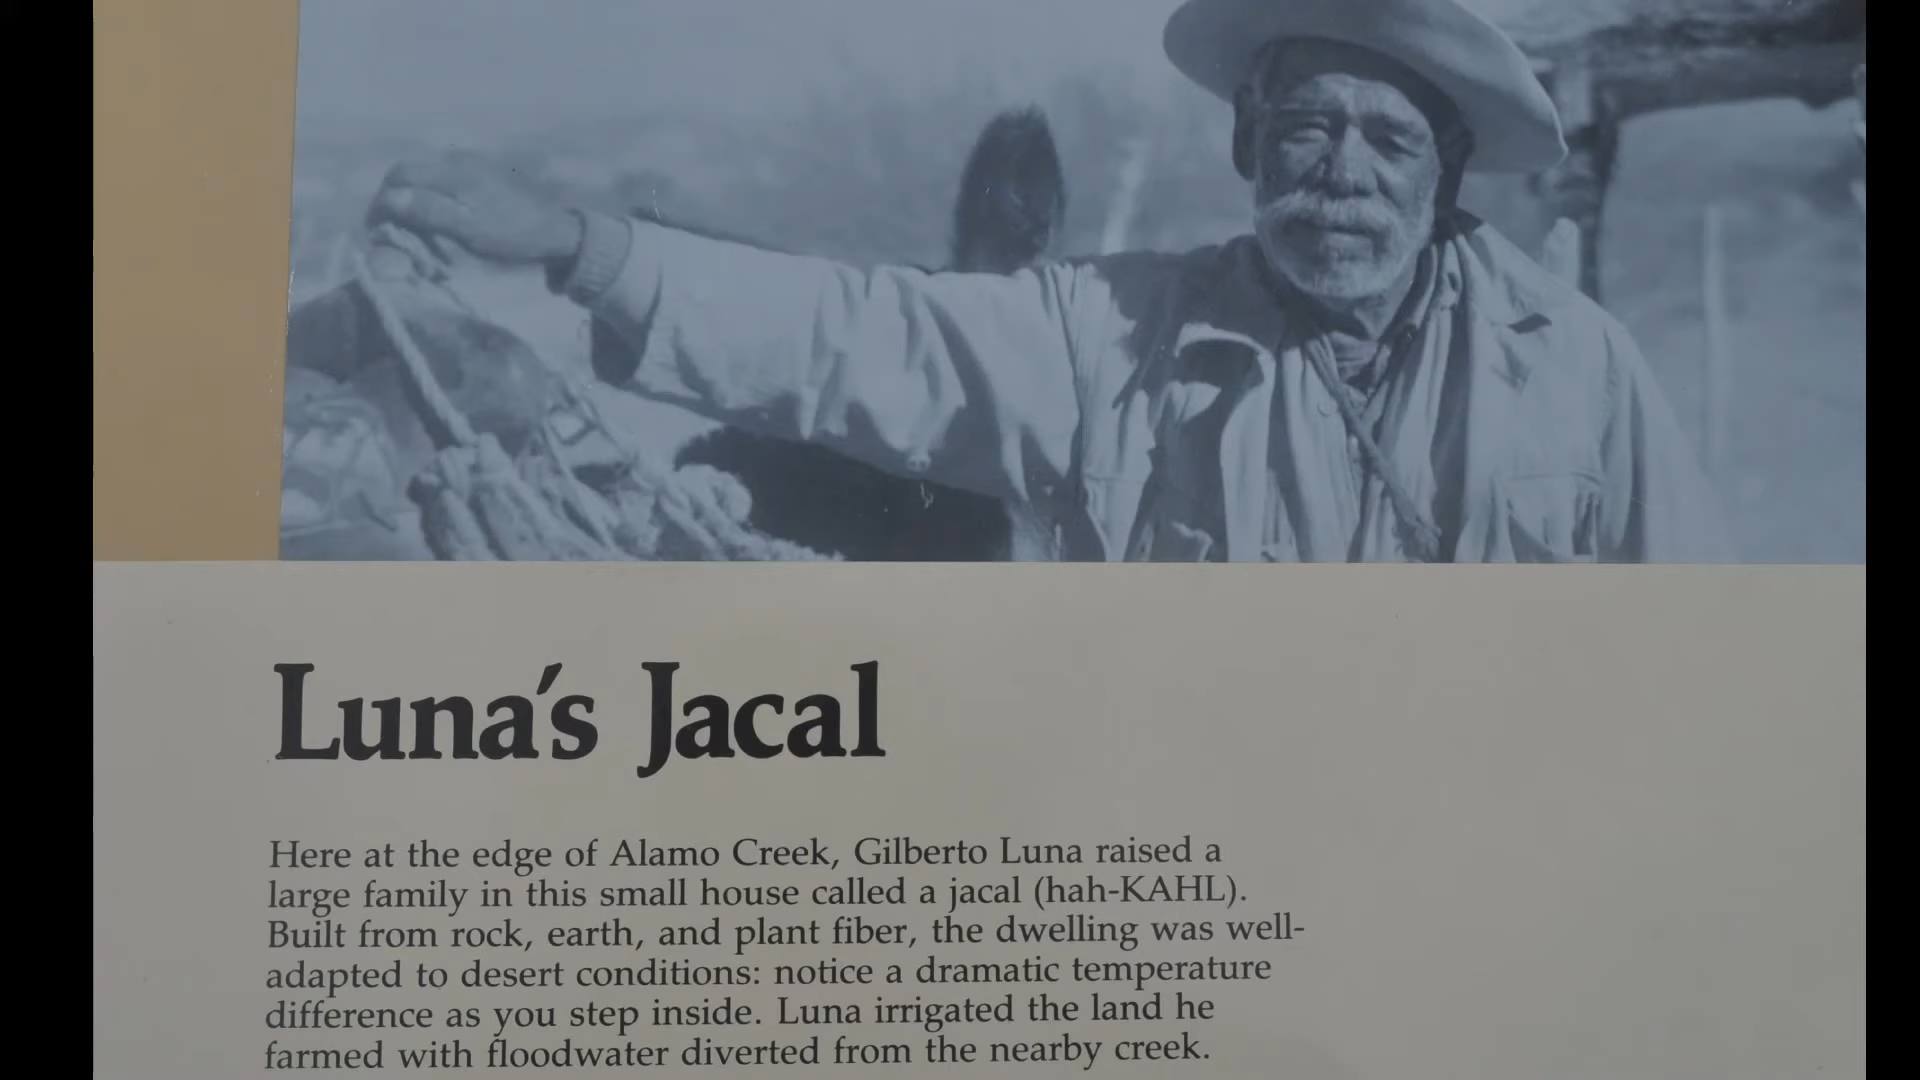 Luna's Jacal
Here at the edge of Alamo Creek, Gilberto Luna raised a
large family in this small house called a jacal (hah-KAHL).
Built from rock, earth, and plant fiber, the dwelling was well-
adapted to desert conditions: notice a dramatic temperature
difference as you step inside. Luna irrigated the land he
farmed with floodwater diverted from the nearby creek.